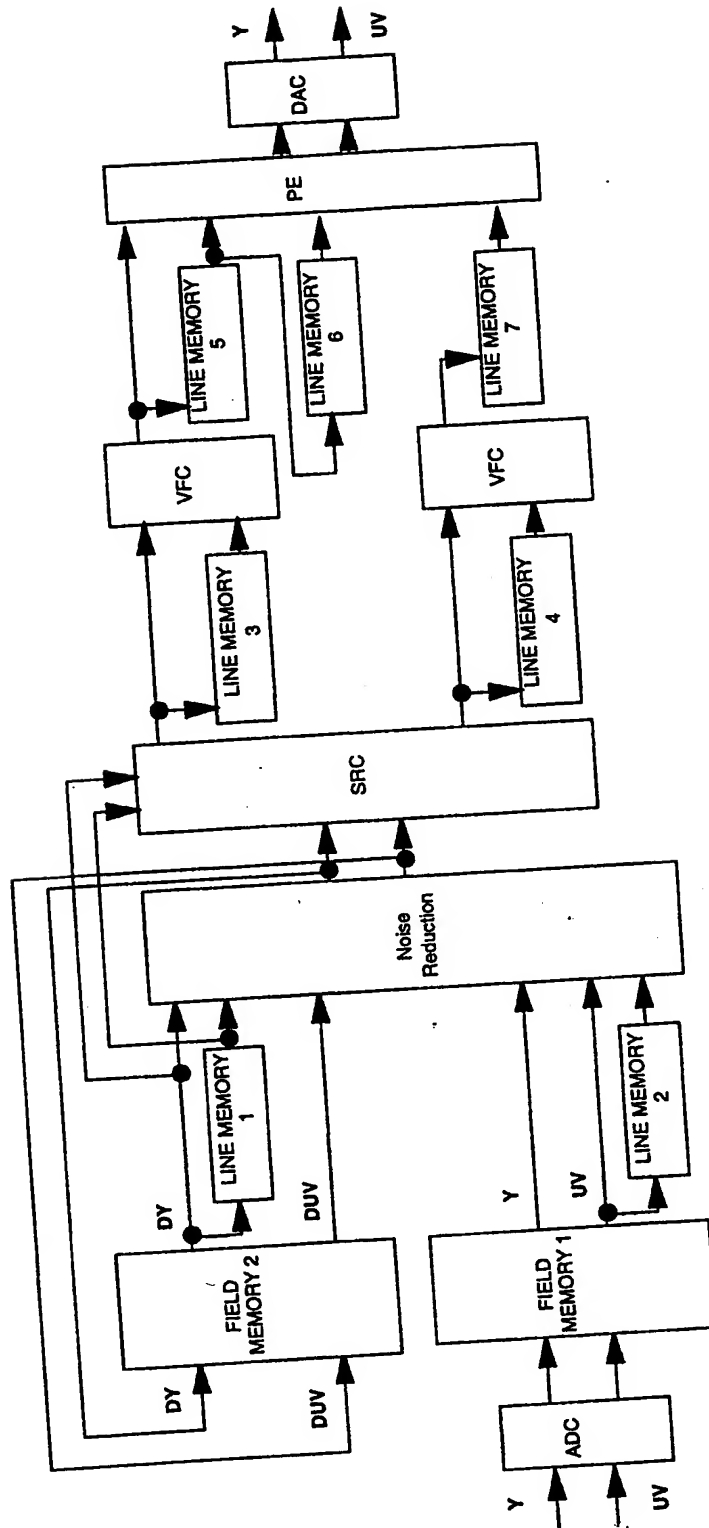 Y
UV
ADC
FIELD
MEMORY 1
Y
UV
LINE MEMORY
2
DY
DUV
FIELD
MEMORY 2
DY
DUV
LINE MEMORY
1
Noise
Reduction
SRC
LINE MEMORY
3
LINE MEMORY
4
VFC
VFC
LINE MEMORY
5
LINE MEMORY
6
LINE MEMORY
7
PE
DAC
Y
UV